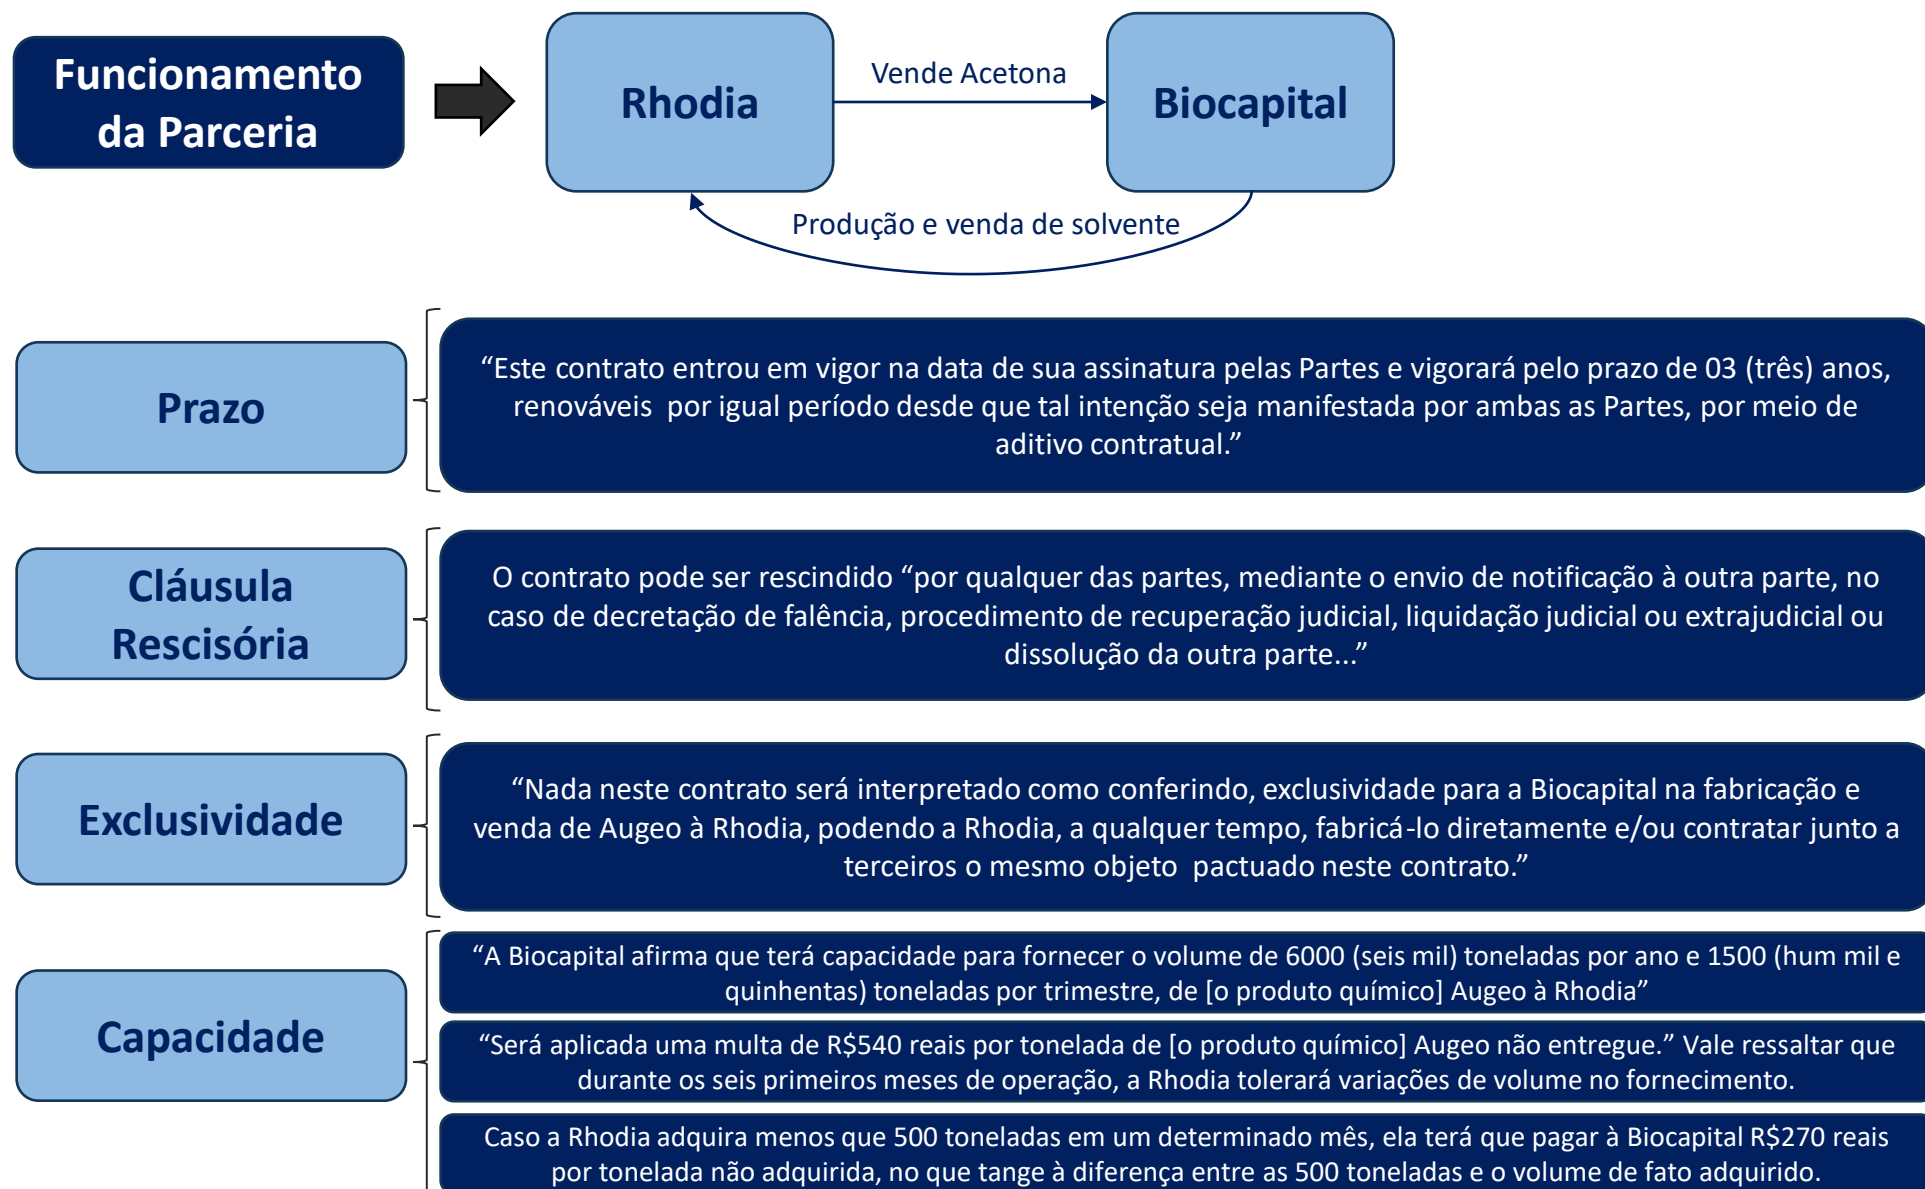 Funcionamento
da Parceria
Rhodia
Vende Acetona
Biocapital
Produção e venda de solvente
Prazo
“Este contrato entrou em vigor na data de sua assinatura pelas Partes e vigorará pelo prazo de 03 (três) anos,
renováveis por igual período desde que tal intenção seja manifestada por ambas as Partes, por meio de
aditivo contratual.”
Cláusula
Rescisória
O contrato pode ser rescindido “por qualquer das partes, mediante o envio de notificação à outra parte, no
caso de decretação de falência, procedimento de recuperação judicial, liquidação judicial ou extrajudicial ou
dissolução da outra parte...”
Exclusividade
“Nada neste contrato será interpretado como conferindo, exclusividade para a Biocapital na fabricação e
venda de Augeo à Rhodia, podendo a Rhodia, a qualquer tempo, fabricá-lo diretamente e/ou contratar junto a
terceiros o mesmo objeto pactuado neste contrato.”
Capacidade
“A Biocapital afirma que terá capacidade para fornecer o volume de 6000 (seis mil) toneladas por ano e 1500 (hum mil e
quinhentas) toneladas por trimestre, de [o produto químico] Augeo à Rhodia”
“Será aplicada uma multa de R$540 reais por tonelada de [o produto químico] Augeo não entregue.” Vale ressaltar que
durante os seis primeiros meses de operação, a Rhodia tolerará variações de volume no fornecimento.
Caso a Rhodia adquira menos que 500 toneladas em um determinado mês, ela terá que pagar à Biocapital R$270 reais
por tonelada não adquirida, no que tange à diferença entre as 500 toneladas e o volume de fato adquirido.